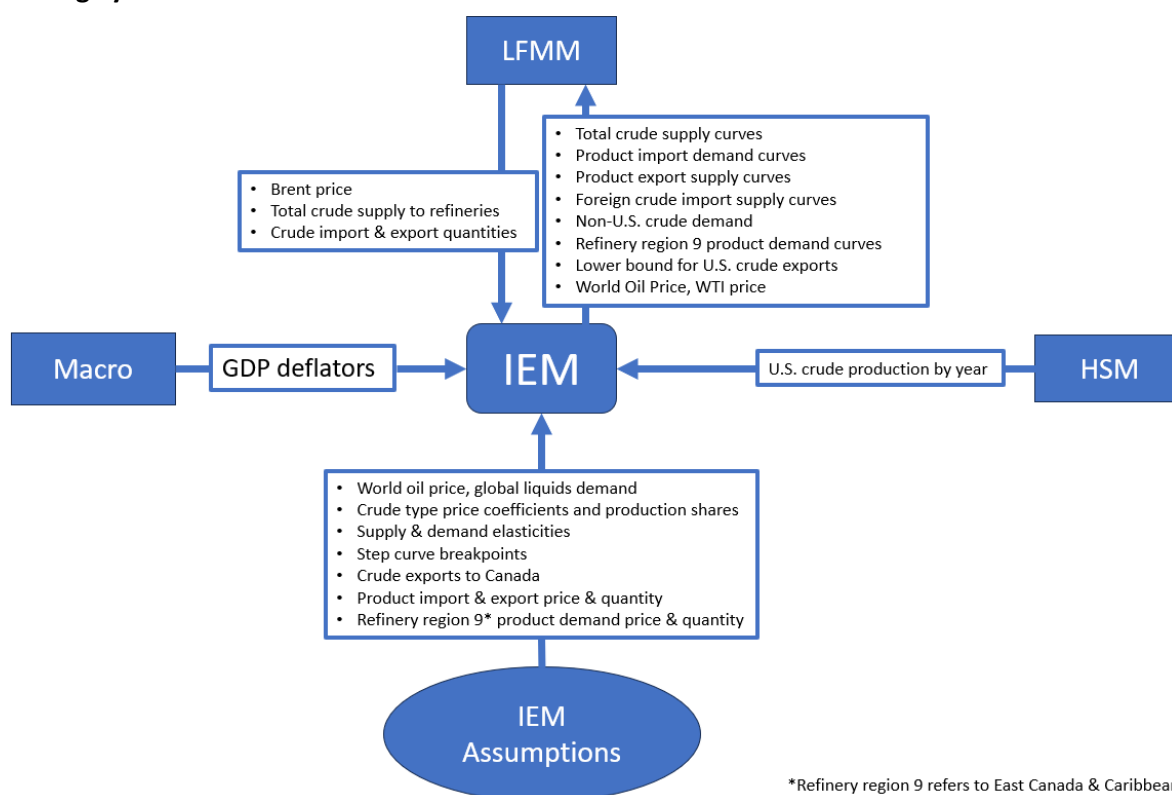 LFMM
• Total crude supply curves
• Product import demand curves
• Product export supply curves
• Foreign crude import supply curves
• Non-U.S. crude demand
• Refinery region 9 product demand curves
• Lower bound for U.S. crude exports
• World Oil Price, WTI price
• Brent price
• Total crude supply to refineries
• Crude import & export quantities
Macro
GDP deflators
IEM
U.S. crude production by year
HSM
• World oil price, global liquids demand
• Crude type price coefficients and production shares
• Supply & demand elasticities
• Step curve breakpoints
• Crude exports to Canada
• Product import & export price & quantity
• Refinery region 9* product demand price & quantity
IEM
Assumptions
*Refinery region 9 refers to East Canada & Caribbean